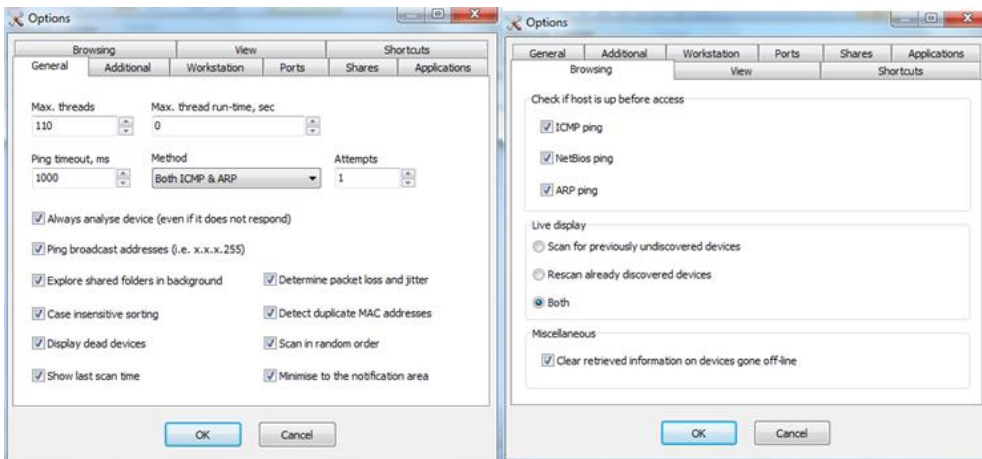 Options
Browsing View Shortcuts
General Additional Workstation Ports Shares Applications
Max. threads Max. thread run-time, sec
110 0
Ping timeout, ms Method Attempts
1000 Both ICMP & ARP 1
Always analyse device (even if it does not respond)
Ping broadcast addresses (i.e. x.x.x.255)
Explore shared folders in background Determine packet loss and jitter
Case insensitive sorting Detect duplicate MAC addresses
Display dead devices Scan in random order
Show last scan time Minimise to the notification area
OK Cancel
Options
General Additional Workstation Ports Shares Applications
Browsing View Shortcuts
Check if host is up before access
ICMP ping
NetBios ping
ARP ping
Live display
Scan for previously undiscovered devices
Rescan already discovered devices
Both
Miscellaneous
Clear retrieved information on devices gone off-line
OK Cancel